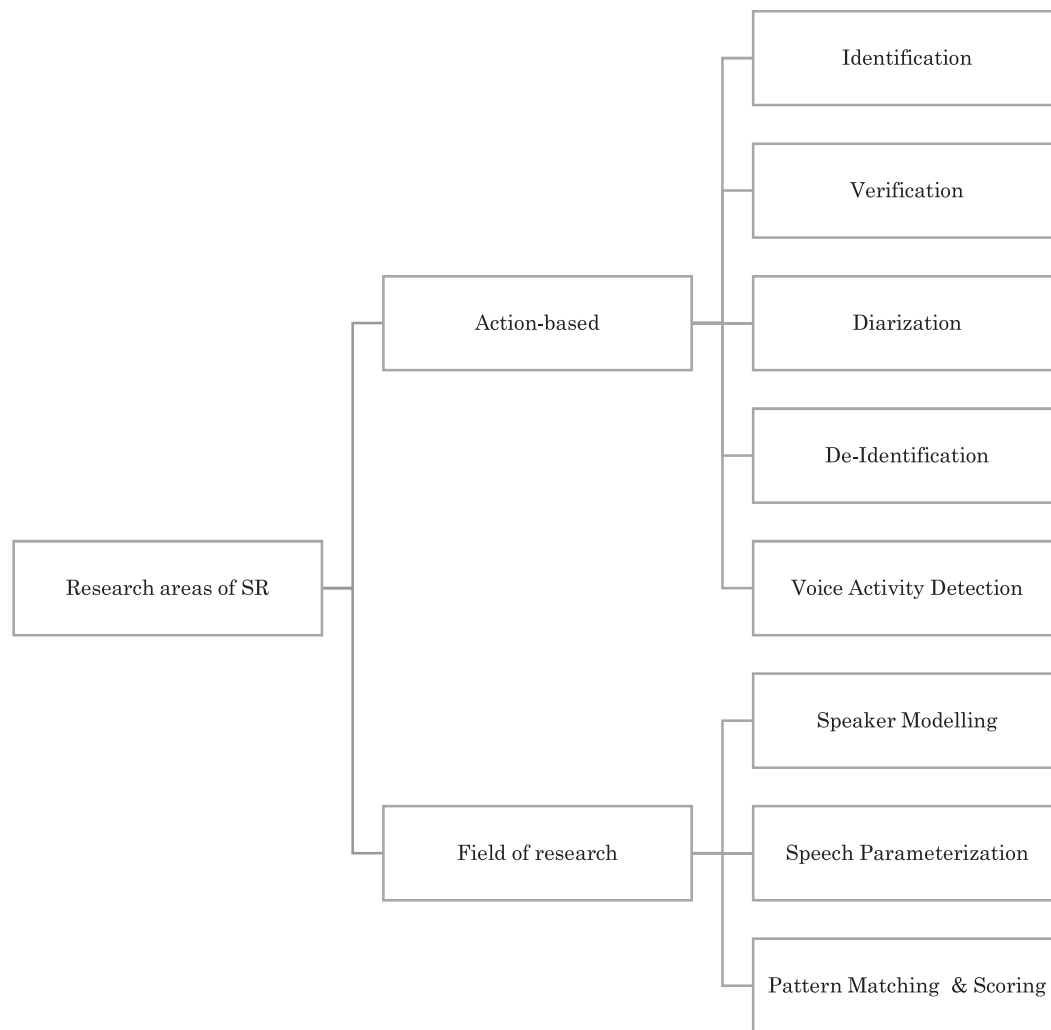 Research areas of SR
Action-based
Identification
Verification
Diarization
De-Identification
Voice Activity Detection
Field of research
Speaker Modelling
Speech Parameterization
Pattern Matching & Scoring